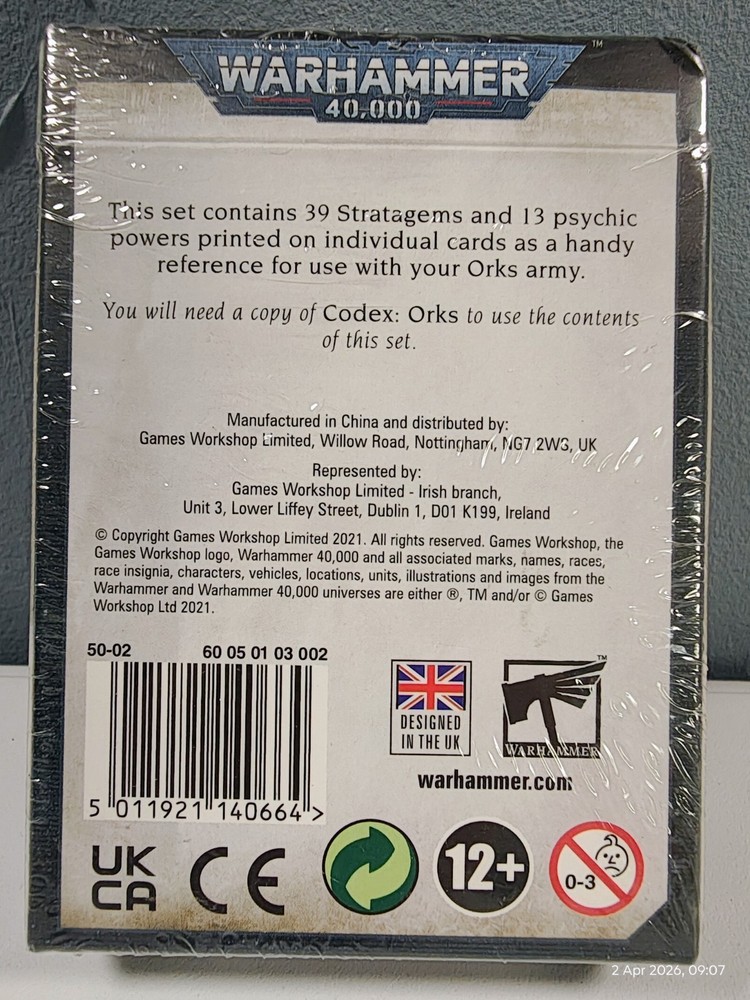 WARHAMMER™
40,000
This set contains 39 Stratagems and 13 psychic
powers printed on individual cards as a handy
reference for use with your Orks army.
You will need a copy of Codex: Orks to use the contents
of this set.
Manufactured in China and distributed by:
Games Workshop Limited, Willow Road, Nottingham, NG7 2WS, UK
Represented by:
Games Workshop Limited - Irish branch,
Unit 3, Lower Liffey Street, Dublin 1, D01 K199, Ireland
© Copyright Games Workshop Limited 2021. All rights reserved. Games Workshop, the
Games Workshop logo, Warhammer 40,000 and all associated marks, names, races,
race insignia, characters, vehicles, locations, units, illustrations and images from the
Warhammer and Warhammer 40,000 universes are either ®, TM and/or © Games
Workshop Ltd 2021.
50-02 60 05 01 03 002
5 011921 140664 >
DESIGNED
IN THE UK
WARHAMMER™
warhammer.com
UK
CA
CE
12+
0-3
2 Apr 2026, 09:07